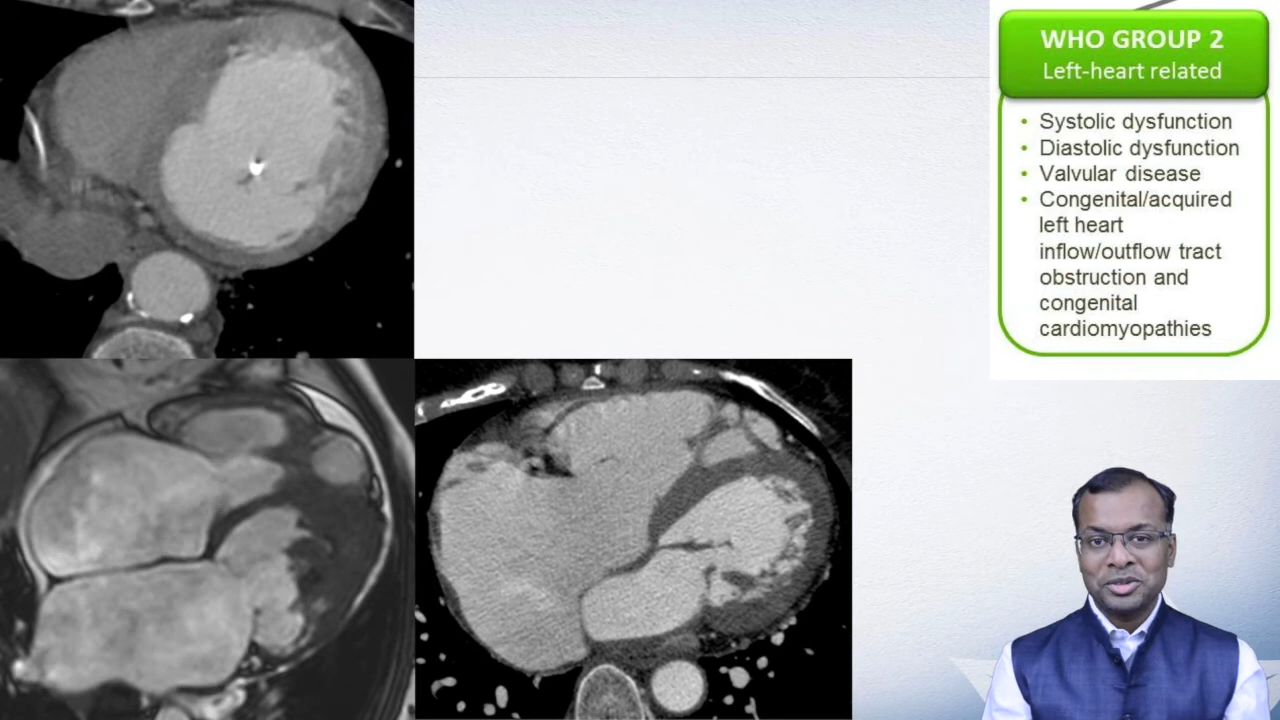 WHO GROUP 2
Left-heart related
• Systolic dysfunction
• Diastolic dysfunction
• Valvular disease
• Congenital/acquired
left heart
inflow/outflow tract
obstruction and
congenital
cardiomyopathies